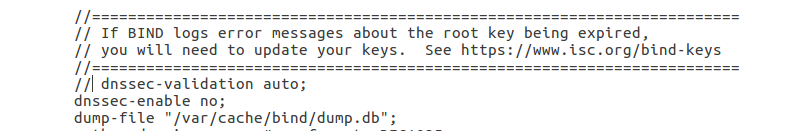 //========================================================================
// If BIND logs error messages about the root key being expired,
// you will need to update your keys.  See https://www.isc.org/bind-keys
//========================================================================
// dnssec-validation auto;
dnssec-enable no;
dump-file "/var/cache/bind/dump.db";